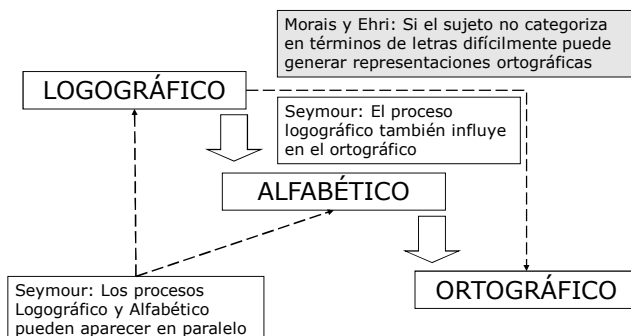 Morais y Ehri: Si el sujeto no categoriza
en términos de letras difícilmente puede
generar representaciones ortográficas
LOGOGRÁFICO
Seymour: El proceso
logográfico también influye
en el ortográfico
ALFABÉTICO
ORTOGRÁFICO
Seymour: Los procesos
Logográfico y Alfabético
pueden aparecer en paralelo